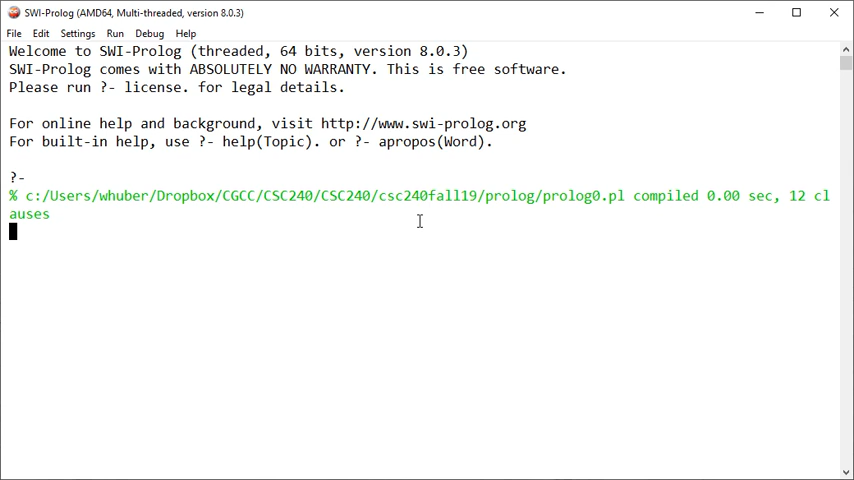 SWI-Prolog (AMD64, Multi-threaded, version 8.0.3)
File Edit Settings Run Debug Help
Welcome to SWI-Prolog (threaded, 64 bits, version 8.0.3)
SWI-Prolog comes with ABSOLUTELY NO WARRANTY. This is free software.
Please run ?- license. for legal details.
For online help and background, visit http://www.swi-prolog.org
For built-in help, use ?- help(Topic). or ?- apropos(Word).
?-
% c:/Users/whuber/Dropbox/CGCC/CSC240/CSC240/csc240fall19/prolog/prolog0.pl compiled 0.00 sec, 12 cl
auses